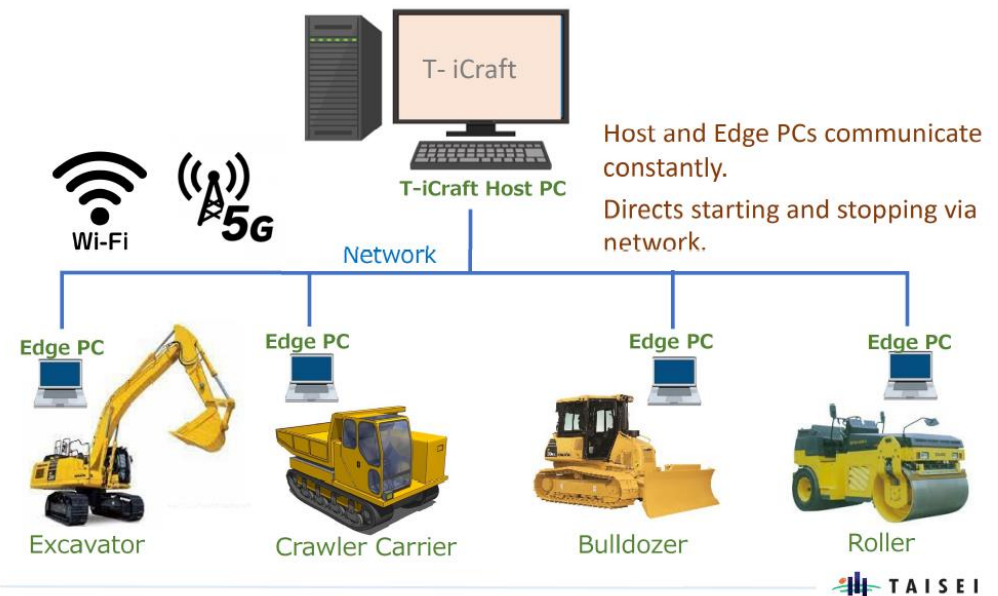 T- iCraft
Host and Edge PCs communicate
constantly.
T-iCraft Host PC
Directs starting and stopping via
network.
Wi-Fi
5G
Network
Edge PC
Edge PC
Edge PC
Edge PC
Excavator
Crawler Carrier
Bulldozer
Roller
TAISEI